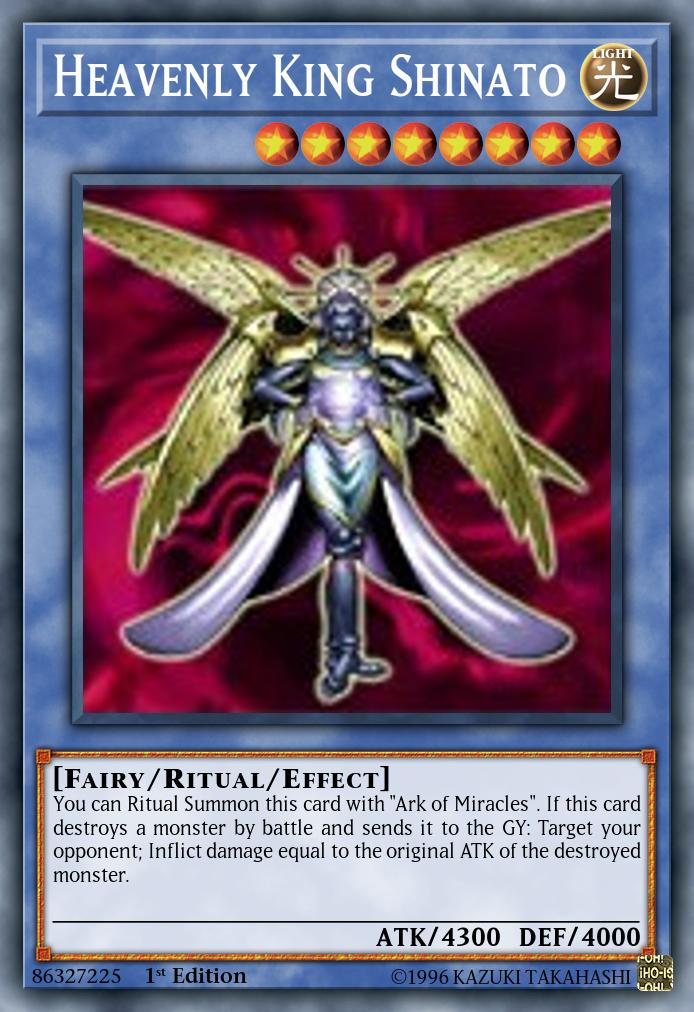 HEAVENLY KING SHINATO
LIGHT
光
[FAIRY/RITUAL/EFFECT]
You can Ritual Summon this card with "Ark of Miracles". If this card
destroys a monster by battle and sends it to the GY: Target your
opponent; Inflict damage equal to the original ATK of the destroyed
monster.
ATK/4300 DEF/4000
86327225 1st Edition ©1996 KAZUKI TAKAHASHI